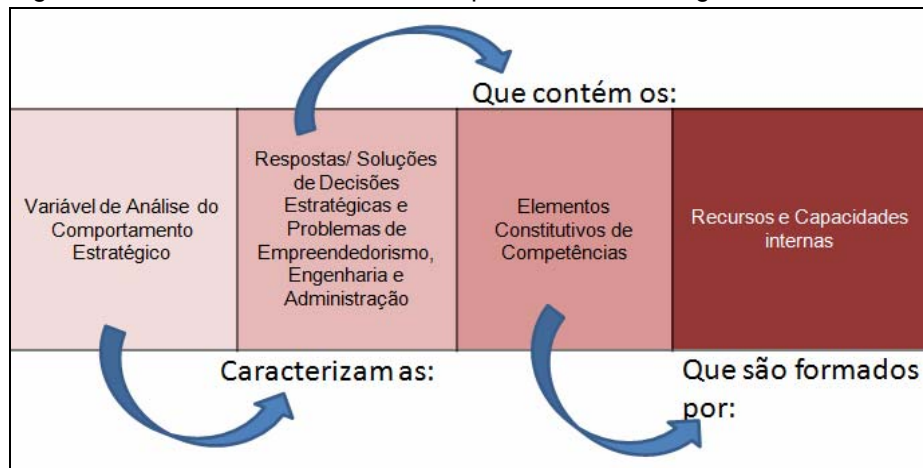 Que contém os:
Variável de Análise do
Comportamento
Estratégico
Respostas/ Soluções
de Decisões
Estratégicas e
Problemas de
Empreendedorismo,
Engenharia e
Administração
Elementos
Constitutivos de
Competências
Recursos e Capacidades
internas
Caracterizam as:
Que são formados
por: